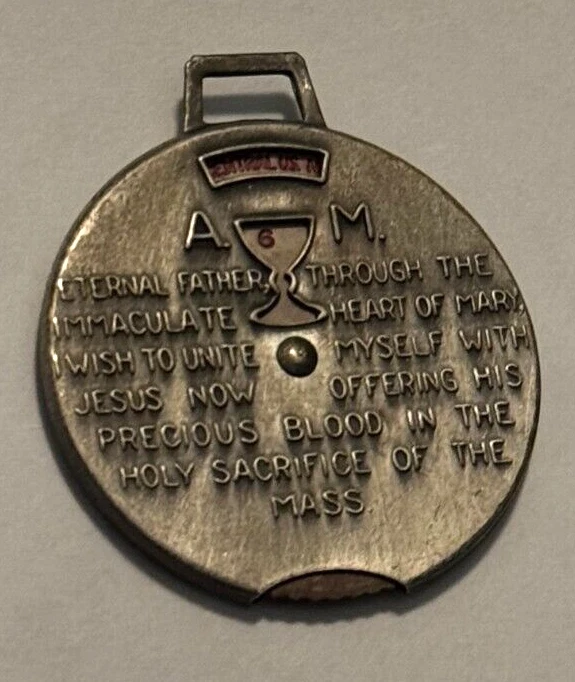 A. 6 M.
ETERNAL FATHER, THROUGH THE
IMMACULATE HEART OF MARY,
I WISH TO UNITE MYSELF WITH
JESUS NOW OFFERING HIS
PRECIOUS BLOOD IN THE
HOLY SACRIFICE OF THE
MASS